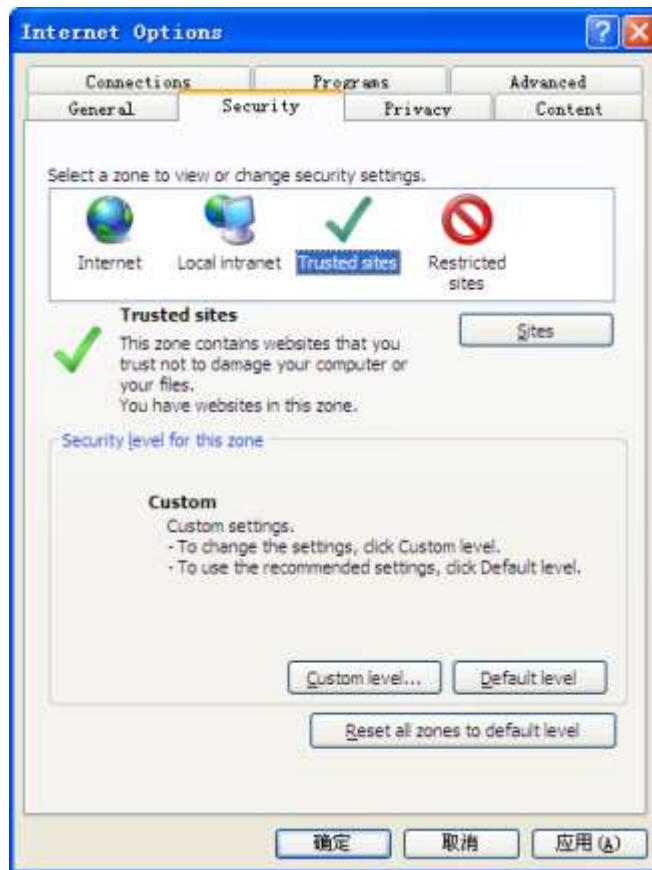 Internet Options
Connections Programs Advanced
General Security Privacy Content
Select a zone to view or change security settings.
Internet Local intranet Trusted sites Restricted
sites
Trusted sites
Sites
This zone contains websites that you
trust not to damage your computer or
your files.
You have websites in this zone.
Security level for this zone
Custom
Custom settings.
- To change the settings, click Custom level.
- To use the recommended settings, click Default level.
Custom level... Default level
Reset all zones to default level
确定 取消 应用(A)